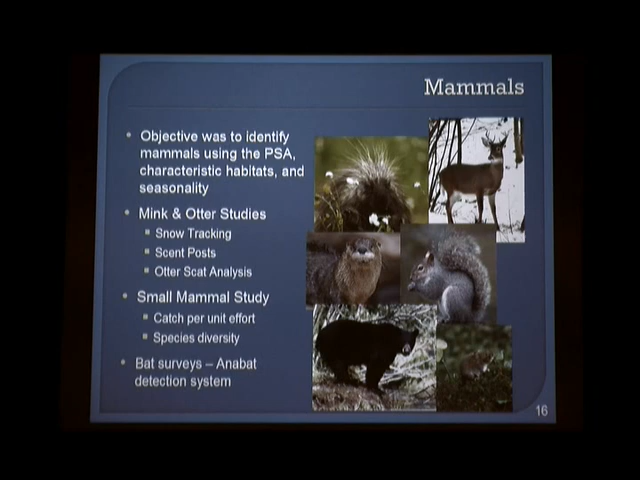 Mammals
• Objective was to identify
mammals using the PSA,
characteristic habitats, and
seasonality
• Mink & Otter Studies
▪ Snow Tracking
▪ Scent Posts
▪ Otter Scat Analysis
• Small Mammal Study
▪ Catch per unit effort
▪ Species diversity
• Bat surveys – Anabat
detection system
16